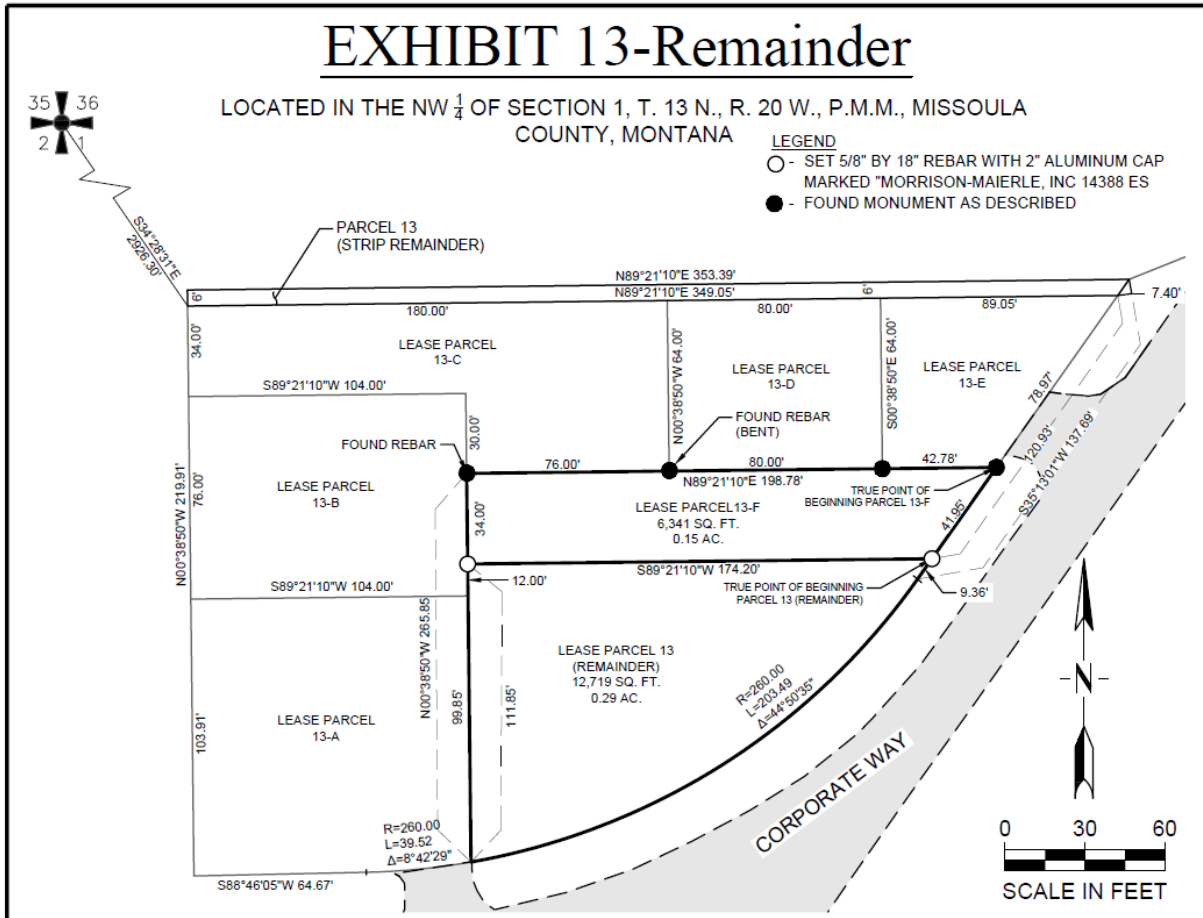 EXHIBIT 13-Remainder
LOCATED IN THE NW 1/4 OF SECTION 1, T. 13 N., R. 20 W., P.M.M., MISSOULA
COUNTY, MONTANA
35 36
2 1
LEGEND
- SET 5/8" BY 18" REBAR WITH 2" ALUMINUM CAP
MARKED "MORRISON-MAIERLE, INC 14388 ES
- FOUND MONUMENT AS DESCRIBED
S34°28'31"E
2926.30'
PARCEL 13
(STRIP REMAINDER)
N89°21'10"E 353.39'
6'
N89°21'10"E 349.05'
6'
180.00'
80.00'
89.05'
7.40'
34.00'
LEASE PARCEL
13-C
N00°38'50"W 64.00'
LEASE PARCEL
13-D
S00°38'50"E 64.00'
LEASE PARCEL
13-E
78.97'
S89°21'10"W 104.00'
30.00'
FOUND REBAR
FOUND REBAR
(BENT)
120.93'
S35°13'01"W 137.69'
76.00'
80.00'
42.78'
N89°21'10"E 198.78'
TRUE POINT OF
BEGINNING PARCEL 13-F
N00°38'50"W 219.91'
76.00'
LEASE PARCEL
13-B
34.00'
LEASE PARCEL13-F
6,341 SQ. FT.
0.15 AC.
41.95'
S89°21'10"W 174.20'
S89°21'10"W 104.00'
12.00'
TRUE POINT OF BEGINNING
PARCEL 13 (REMAINDER)
9.36'
N00°38'50"W 265.85
99.85'
111.85'
LEASE PARCEL 13
(REMAINDER)
12,719 SQ. FT.
0.29 AC.
R=260.00
L=203.49
Δ=44°50'35"
103.91'
LEASE PARCEL
13-A
N
CORPORATE WAY
R=260.00
L=39.52
Δ=8°42'29"
S88°46'05"W 64.67'
0 30 60
SCALE IN FEET